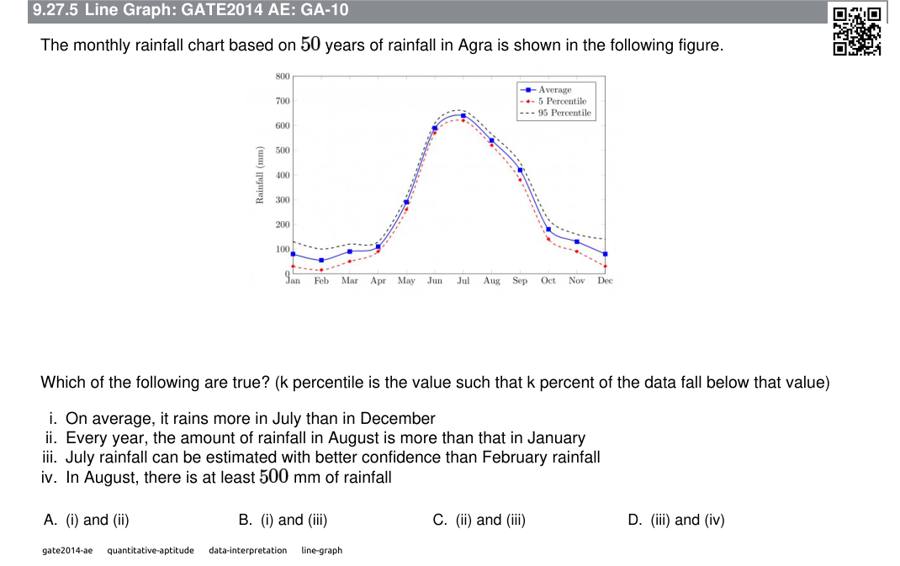 9.27.5 Line Graph: GATE2014 AE: GA-10
The monthly rainfall chart based on 50 years of rainfall in Agra is shown in the following figure.
800
700
600
500
400
300
200
100
0
Rainfall (mm)
Average
5 Percentile
95 Percentile
Jan Feb Mar Apr May Jun Jul Aug Sep Oct Nov Dec
Which of the following are true? (k percentile is the value such that k percent of the data fall below that value)
i. On average, it rains more in July than in December
ii. Every year, the amount of rainfall in August is more than that in January
iii. July rainfall can be estimated with better confidence than February rainfall
iv. In August, there is at least 500 mm of rainfall
A. (i) and (ii) B. (i) and (iii) C. (ii) and (iii) D. (iii) and (iv)
gate2014-ae quantitative-aptitude data-interpretation line-graph